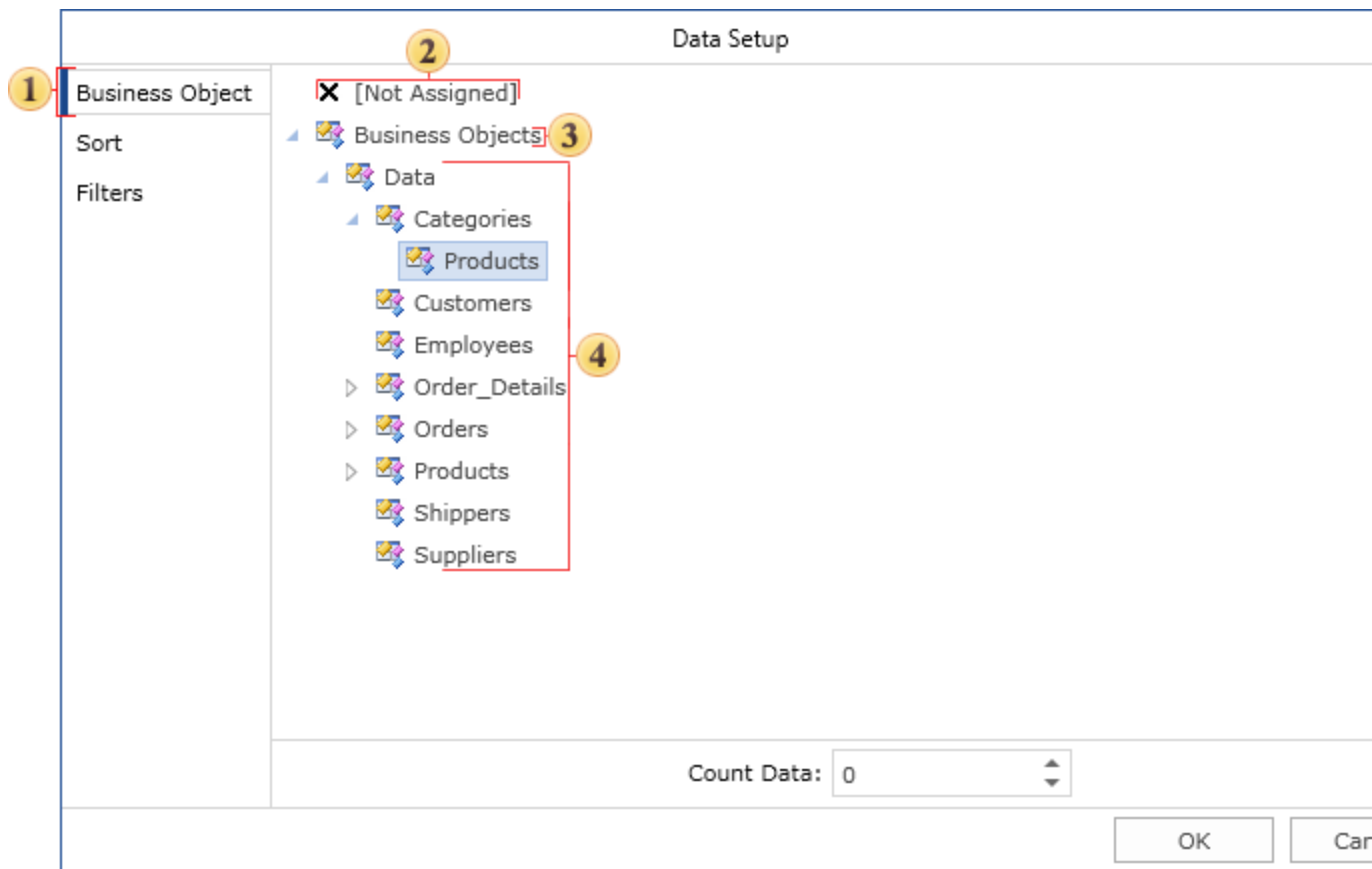 Data Setup
2
1
Business Object
[Not Assigned]
Sort
Business Objects
3
Filters
Data
Categories
Products
Customers
Employees
4
Order_Details
Orders
Products
Shippers
Suppliers
Count Data: 0
OK